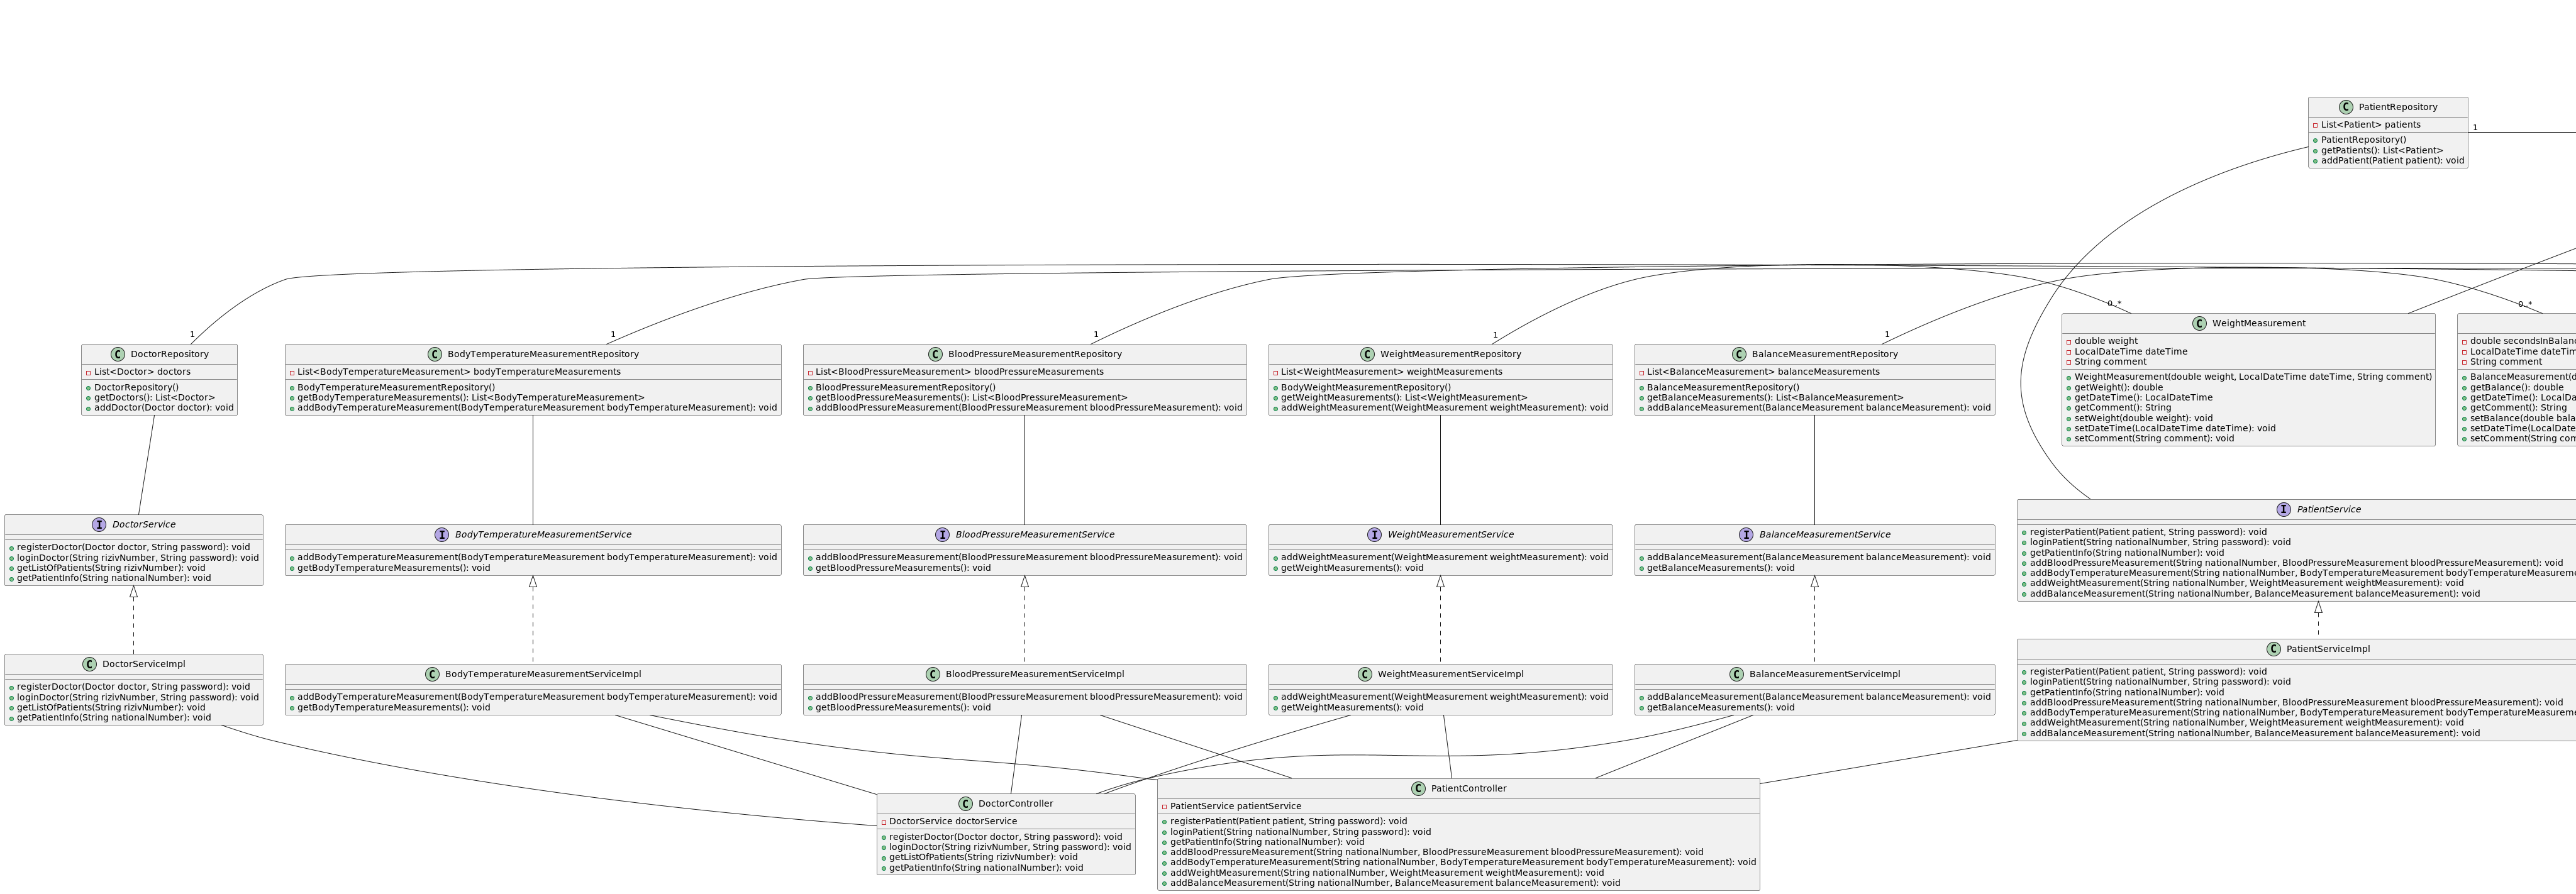 PatientRepository
List<Patient> patients
PatientRepository()
getPatients(): List<Patient>
addPatient(Patient patient): void
1
1
1
1
1
1
0..*
0..*
DoctorRepository
List<Doctor> doctors
DoctorRepository()
getDoctors(): List<Doctor>
addDoctor(Doctor doctor): void
BodyTemperatureMeasurementRepository
List<BodyTemperatureMeasurement> bodyTemperatureMeasurements
BodyTemperatureMeasurementRepository()
getBodyTemperatureMeasurements(): List<BodyTemperatureMeasurement>
addBodyTemperatureMeasurement(BodyTemperatureMeasurement bodyTemperatureMeasurement): void
BloodPressureMeasurementRepository
List<BloodPressureMeasurement> bloodPressureMeasurements
BloodPressureMeasurementRepository()
getBloodPressureMeasurements(): List<BloodPressureMeasurement>
addBloodPressureMeasurement(BloodPressureMeasurement bloodPressureMeasurement): void
WeightMeasurementRepository
List<WeightMeasurement> weightMeasurements
BodyWeightMeasurementRepository()
getWeightMeasurements(): List<WeightMeasurement>
addWeightMeasurement(WeightMeasurement weightMeasurement): void
BalanceMeasurementRepository
List<BalanceMeasurement> balanceMeasurements
BalanceMeasurementRepository()
getBalanceMeasurements(): List<BalanceMeasurement>
addBalanceMeasurement(BalanceMeasurement balanceMeasurement): void
WeightMeasurement
double weight
LocalDateTime dateTime
String comment
WeightMeasurement(double weight, LocalDateTime dateTime, String comment)
getWeight(): double
getDateTime(): LocalDateTime
getComment(): String
setWeight(double weight): void
setDateTime(LocalDateTime dateTime): void
setComment(String comment): void
double
LocalDateTime
String comment
getBalance(): double
getDateTime():
getComment(): String
setBalance(double
DoctorService
registerDoctor(Doctor doctor, String password): void
loginDoctor(String rizivNumber, String password): void
getListOfPatients(String rizivNumber): void
getPatientInfo(String nationalNumber): void
BodyTemperatureMeasurementService
addBodyTemperatureMeasurement(BodyTemperatureMeasurement bodyTemperatureMeasurement): void
getBodyTemperatureMeasurements(): void
BloodPressureMeasurementService
addBloodPressureMeasurement(BloodPressureMeasurement bloodPressureMeasurement): void
getBloodPressureMeasurements(): void
WeightMeasurementService
addWeightMeasurement(WeightMeasurement weightMeasurement): void
getWeightMeasurements(): void
BalanceMeasurementService
addBalanceMeasurement(BalanceMeasurement balanceMeasurement): void
getBalanceMeasurements(): void
PatientService
registerPatient(Patient patient, String password): void
loginPatient(String nationalNumber, String password): void
getPatientInfo(String nationalNumber): void
addBloodPressureMeasurement(String nationalNumber, BloodPressureMeasurement bloodPressureMeasurement): void
addBodyTemperatureMeasurement(String nationalNumber, BodyTemperatureMeasurement
addWeightMeasurement(String nationalNumber, WeightMeasurement weightMeasurement): void
addBalanceMeasurement(String nationalNumber, BalanceMeasurement balanceMeasurement): void
DoctorServiceImpl
registerDoctor(Doctor doctor, String password): void
loginDoctor(String rizivNumber, String password): void
getListOfPatients(String rizivNumber): void
getPatientInfo(String nationalNumber): void
BodyTemperatureMeasurementServiceImpl
addBodyTemperatureMeasurement(BodyTemperatureMeasurement bodyTemperatureMeasurement): void
getBodyTemperatureMeasurements(): void
BloodPressureMeasurementServiceImpl
addBloodPressureMeasurement(BloodPressureMeasurement bloodPressureMeasurement): void
getBloodPressureMeasurements(): void
WeightMeasurementServiceImpl
addWeightMeasurement(WeightMeasurement weightMeasurement): void
getWeightMeasurements(): void
BalanceMeasurementServiceImpl
addBalanceMeasurement(BalanceMeasurement balanceMeasurement): void
getBalanceMeasurements(): void
PatientServiceImpl
registerPatient(Patient patient, String password): void
loginPatient(String nationalNumber, String password): void
getPatientInfo(String nationalNumber): void
addBloodPressureMeasurement(String nationalNumber, BloodPressureMeasurement bloodPressureMeasurement): void
addBodyTemperatureMeasurement(String nationalNumber, BodyTemperatureMeasurement
addWeightMeasurement(String nationalNumber, WeightMeasurement weightMeasurement): void
addBalanceMeasurement(String nationalNumber, BalanceMeasurement balanceMeasurement): void
DoctorController
DoctorService doctorService
registerDoctor(Doctor doctor, String password): void
loginDoctor(String rizivNumber, String password): void
getListOfPatients(String rizivNumber): void
getPatientInfo(String nationalNumber): void
PatientController
PatientService patientService
registerPatient(Patient patient, String password): void
loginPatient(String nationalNumber, String password): void
getPatientInfo(String nationalNumber): void
addBloodPressureMeasurement(String nationalNumber, BloodPressureMeasurement bloodPressureMeasurement): void
addBodyTemperatureMeasurement(String nationalNumber, BodyTemperatureMeasurement bodyTemperatureMeasurement): void
addWeightMeasurement(String nationalNumber, WeightMeasurement weightMeasurement): void
addBalanceMeasurement(String nationalNumber, BalanceMeasurement balanceMeasurement): void